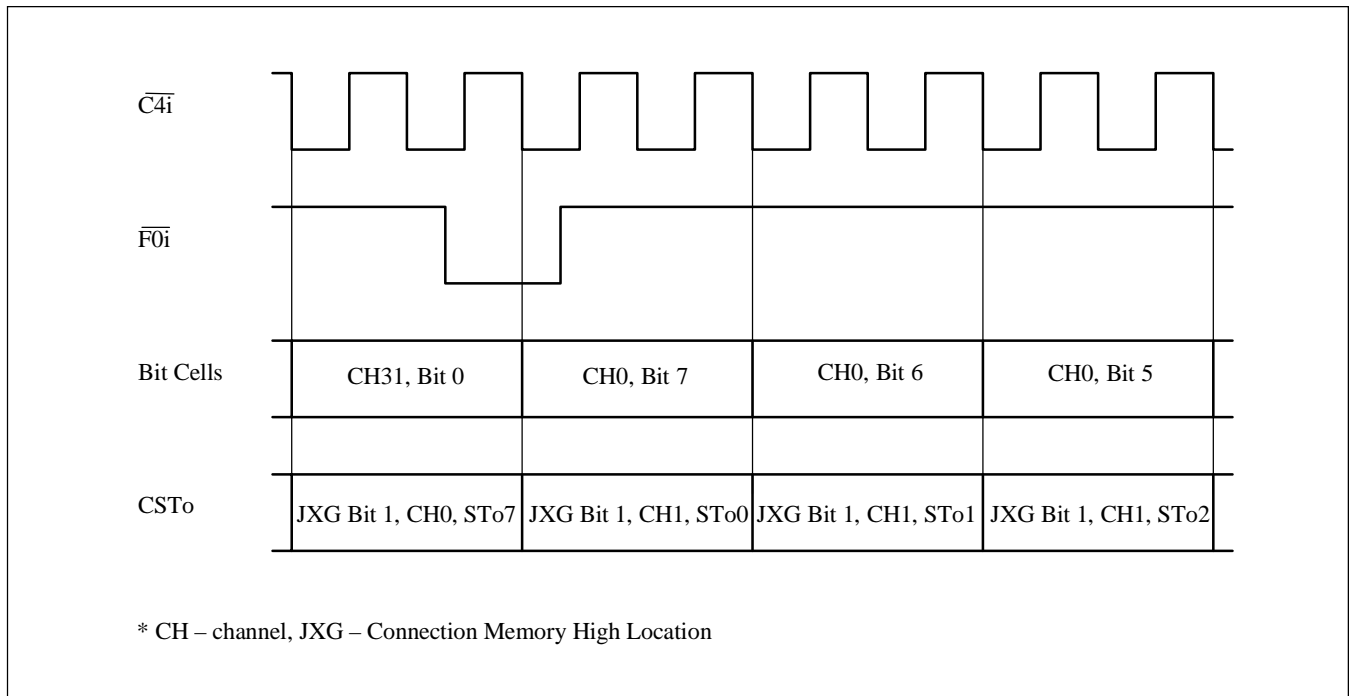 C4i
F0i
Bit Cells
CH31, Bit 0
CH0, Bit 7
CH0, Bit 6
CH0, Bit 5
CSTo
JXG Bit 1, CH0, STo7
JXG Bit 1, CH1, STo0
JXG Bit 1, CH1, STo1
JXG Bit 1, CH1, STo2
* CH – channel, JXG – Connection Memory High Location